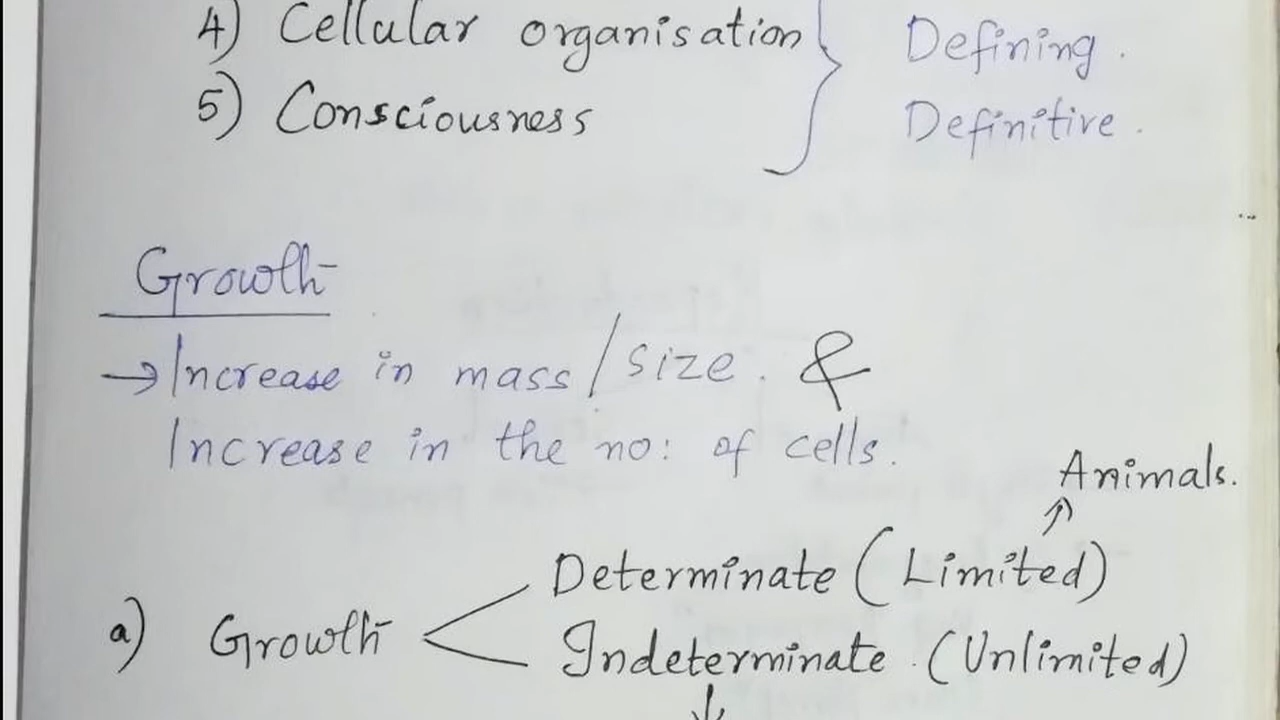 4) Cellular organisation } Defining.
5) Consciousness Definitive.
Growth
→ Increase in mass / size. &
Increase in the no: of cells.
Animals.
↑
a) Growth < Determinate (Limited)
Indeterminate. (Unlimited)
↓